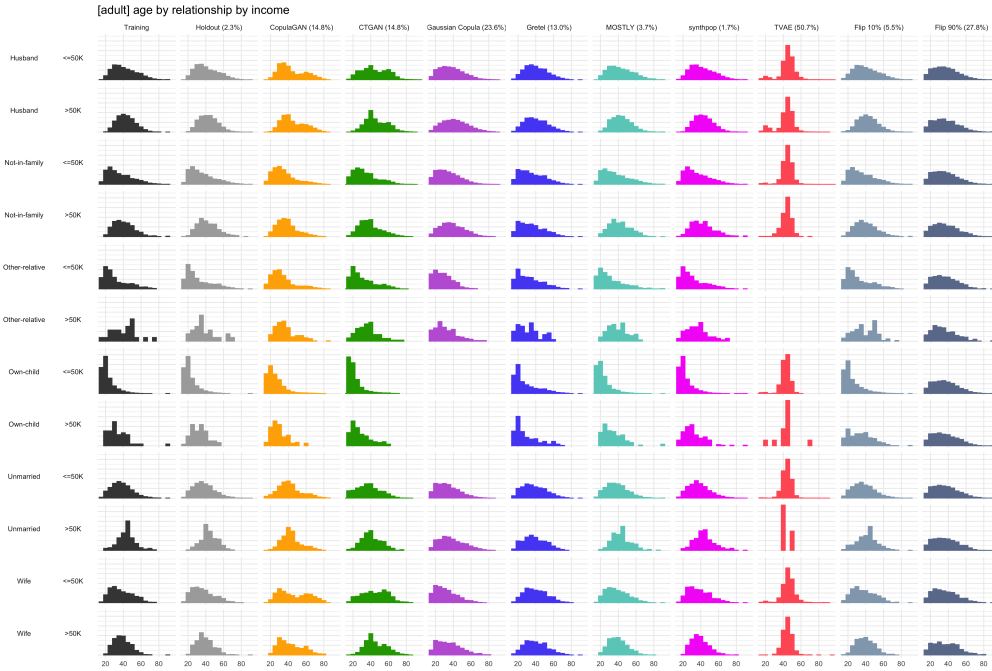 [adult] age by relationship by income
Training Holdout (2.3%) CopulaGAN (14.8%) CTGAN (14.8%) Gaussian Copula (23.6%) Gretel (13.0%) MOSTLY (3.7%) synthpop (1.7%) TVAE (50.7%) Flip 10% (5.5%) Flip 90% (27.8%)
Husband <=50K
Husband >50K
Not-in-family <=50K
Not-in-family >50K
Other-relative <=50K
Other-relative >50K
Own-child <=50K
Own-child >50K
Unmarried <=50K
Unmarried >50K
Wife <=50K
Wife >50K
20 40 60 80 20 40 60 80 20 40 60 80 20 40 60 80 20 40 60 80 20 40 60 80 20 40 60 80 20 40 60 80 20 40 60 80 20 40 60 80 20 40 60 80